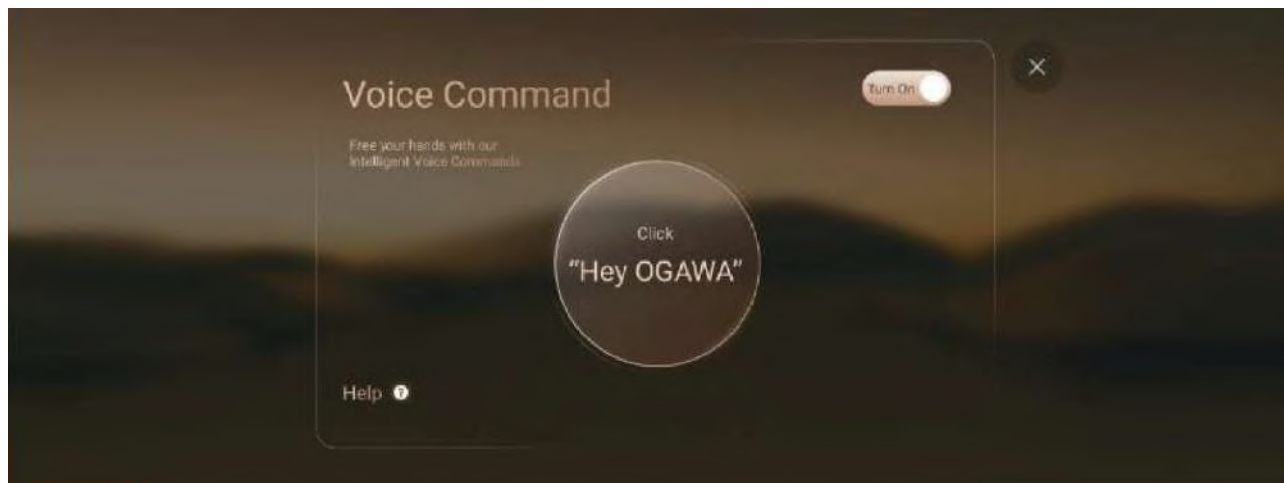 Voice Command
Turn On
Free your hands with our
Intelligent Voice Commands
Click
“Hey OGAWA”
Help ?